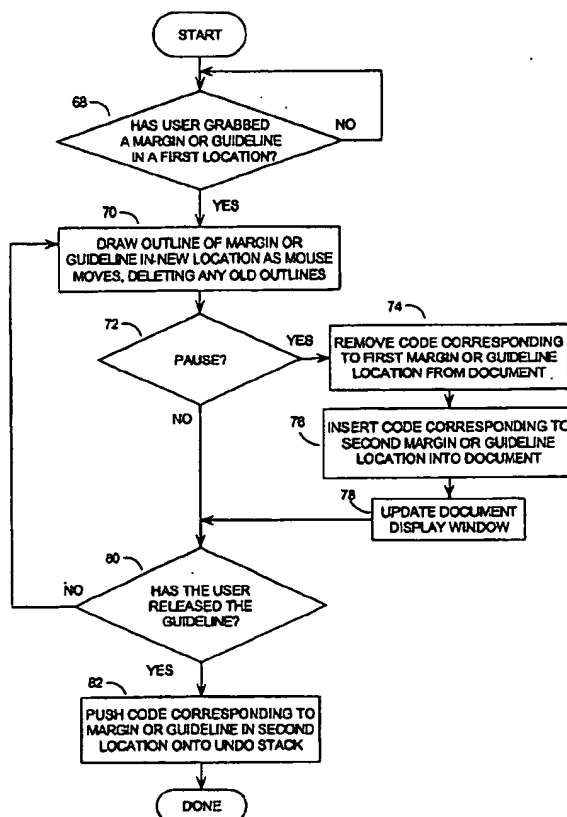 START
68
HAS USER GRABBED
A MARGIN OR GUIDELINE
IN A FIRST LOCATION?
NO
YES
70
DRAW OUTLINE OF MARGIN OR
GUIDELINE IN-NEW LOCATION AS MOUSE
MOVES, DELETING ANY OLD OUTLINES
72
PAUSE?
YES
NO
74
REMOVE CODE CORRESPONDING
TO FIRST MARGIN OR GUIDELINE
LOCATION FROM DOCUMENT
76
INSERT CODE CORRESPONDING TO
SECOND MARGIN OR GUIDELINE
LOCATION INTO DOCUMENT
78
UPDATE DOCUMENT
DISPLAY WINDOW
80
HAS THE USER
RELEASED THE
GUIDELINE?
NO
YES
82
PUSH CODE CORRESPONDING TO
MARGIN OR GUIDELINE IN SECOND
LOCATION ONTO UNDO STACK
DONE